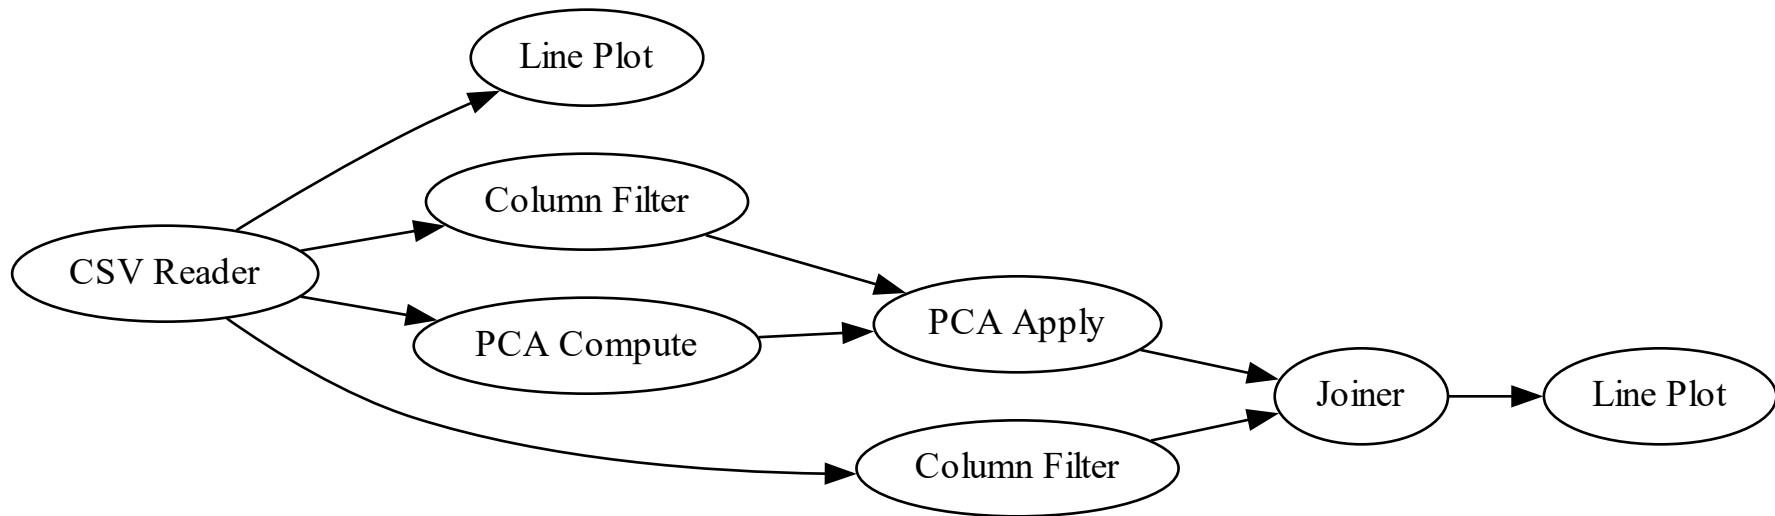 Line Plot
Column Filter
CSV Reader
PCA Compute
PCA Apply
Joiner
Line Plot
Column Filter